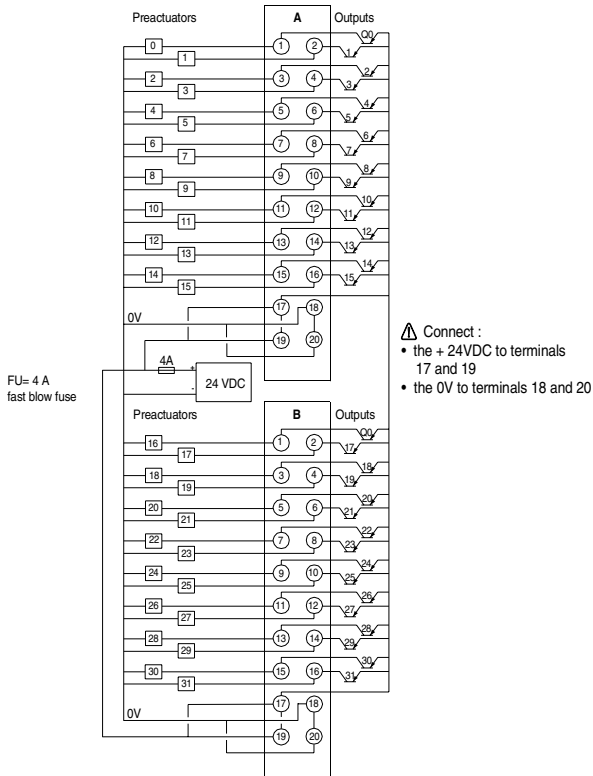 Preactuators A Outputs
0 1 2 Q0
1 1
2 3 4 2
3 3
4 5 6 4
5 5
6 7 8 6
7 7
8 9 10 8
9 9
10 11 12 10
11 11
12 13 14 12
13 13
14 15 16 14
15 15
17 18
0V
19 20
4A
+
24 VDC
-
FU= 4 A
fast blow fuse
⚠ Connect :
• the + 24VDC to terminals
17 and 19
• the 0V to terminals 18 and 20
Preactuators B Outputs
16 1 2 Q0
17 17
18 3 4 18
19 19
20 5 6 20
21 21
22 7 8 22
23 23
24 9 10 24
25 25
26 11 12 26
27 27
28 13 14 28
29 29
30 15 16 30
31 31
17 18
0V
19 20